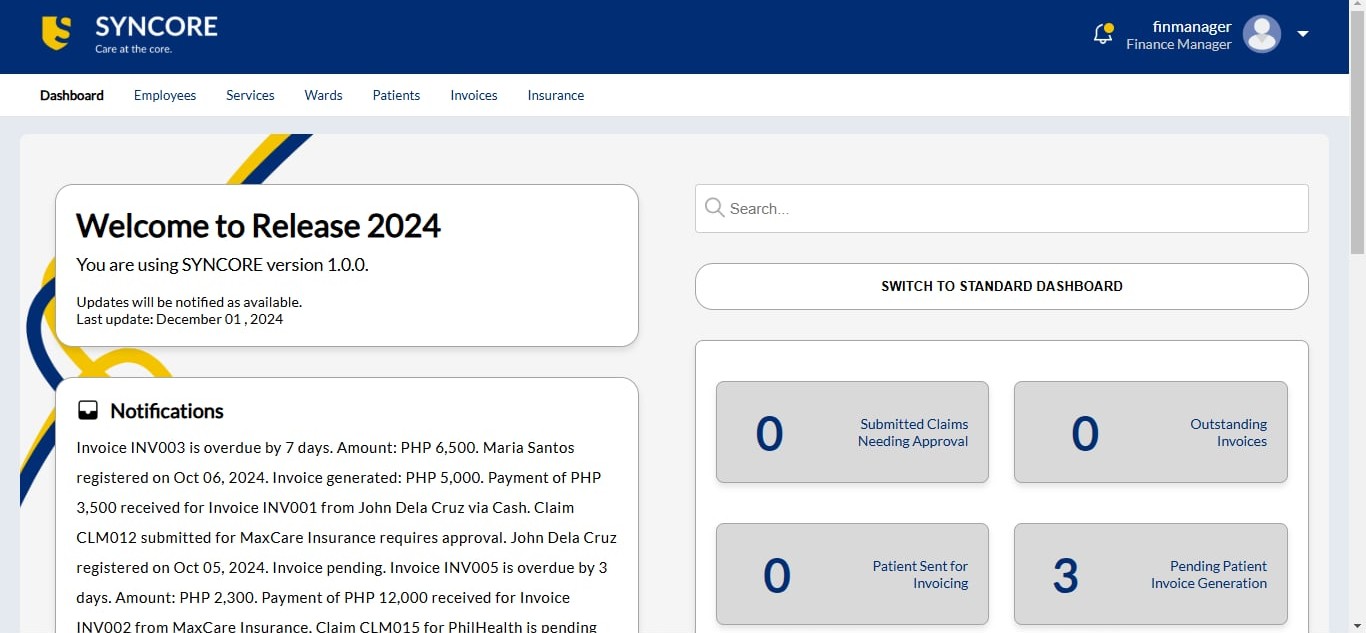 SYNCORE
Care at the core.
finmanager
Finance Manager
Dashboard Employees Services Wards Patients Invoices Insurance
Welcome to Release 2024
You are using SYNCORE version 1.0.0.
Updates will be notified as available.
Last update: December 01 , 2024
Notifications
Invoice INV003 is overdue by 7 days. Amount: PHP 6,500. Maria Santos
registered on Oct 06, 2024. Invoice generated: PHP 5,000. Payment of PHP
3,500 received for Invoice INV001 from John Dela Cruz via Cash. Claim
CLM012 submitted for MaxCare Insurance requires approval. John Dela Cruz
registered on Oct 05, 2024. Invoice pending. Invoice INV005 is overdue by 3
days. Amount: PHP 2,300. Payment of PHP 12,000 received for Invoice
INV002 from MaxCare Insurance. Claim CLM015 for PhilHealth is pending
Search...
SWITCH TO STANDARD DASHBOARD
0
Submitted Claims
Needing Approval
0
Outstanding
Invoices
0
Patient Sent for
Invoicing
3
Pending Patient
Invoice Generation